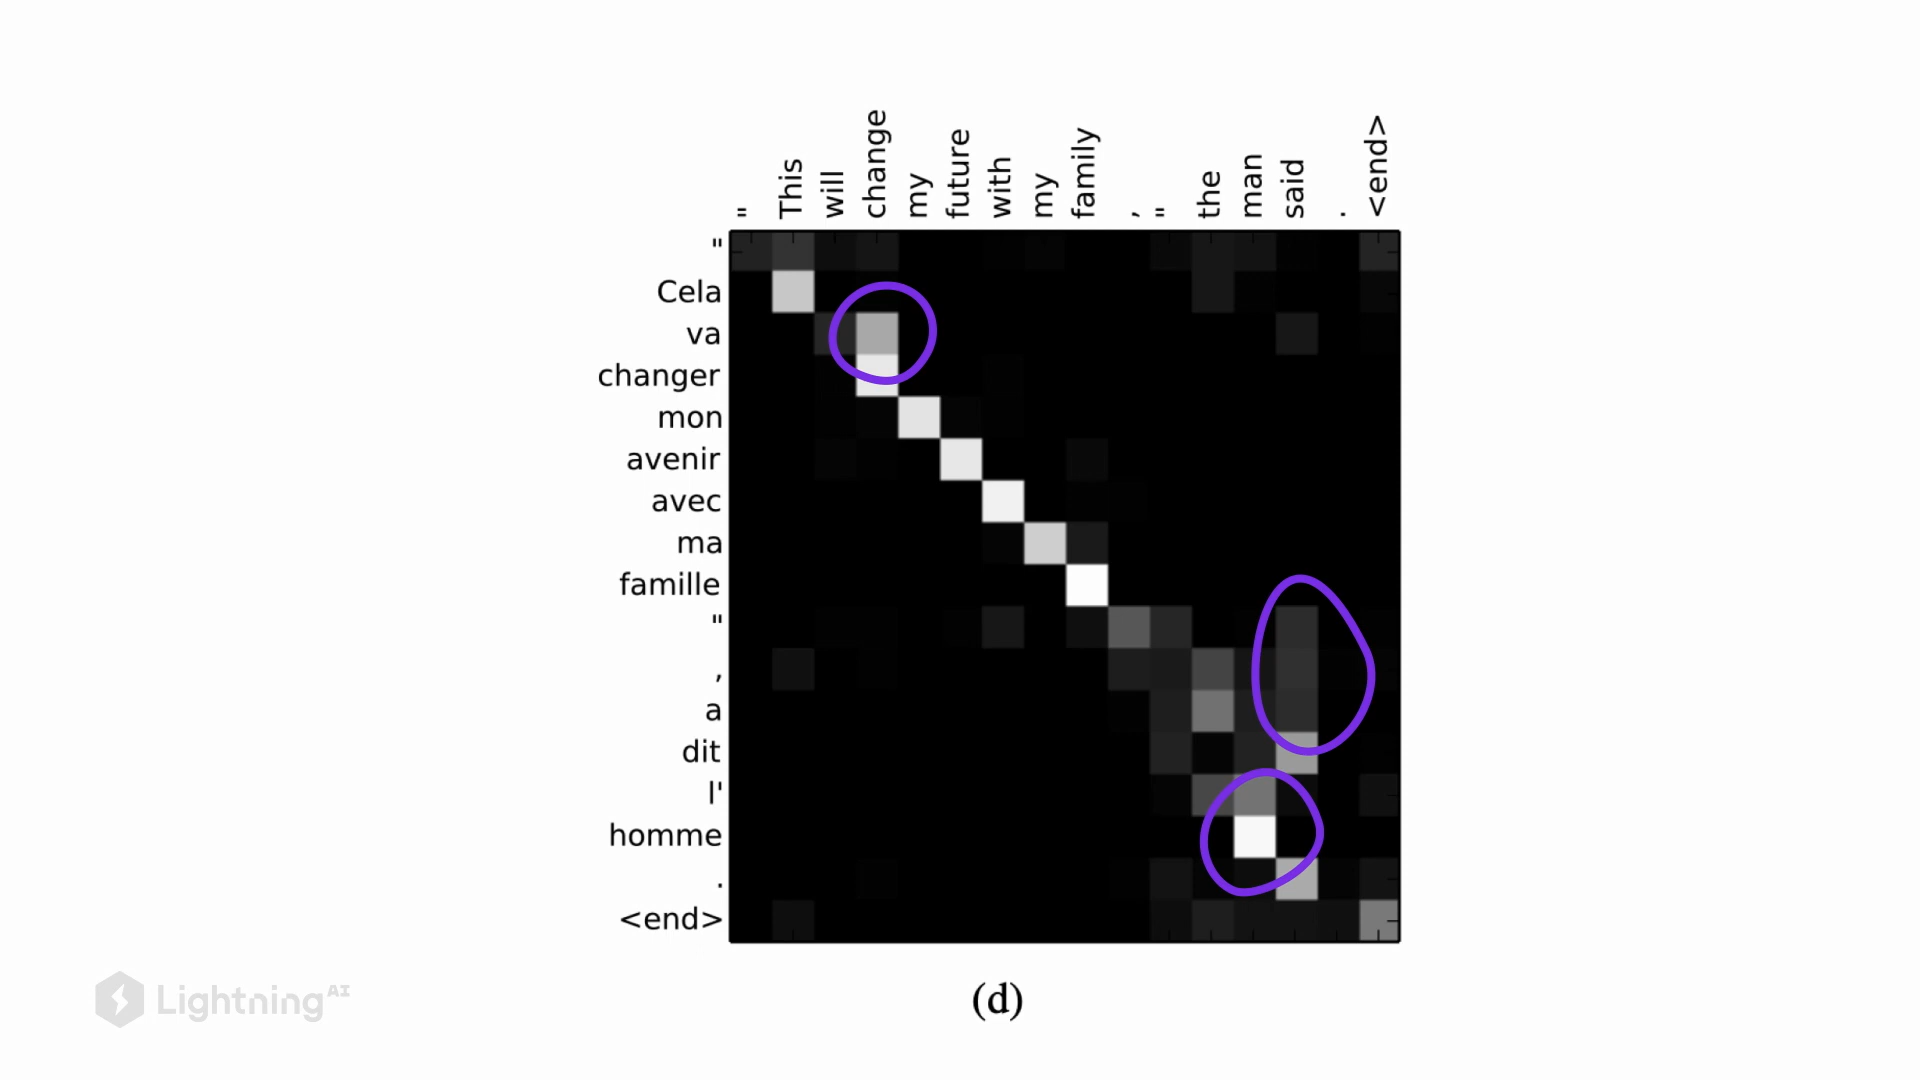 " This will change my future with my family , " the man said . <end>
"
Cela
va
changer
mon
avenir
avec
ma
famille
"
,
a
dit
l'
homme
.
<end>
(d)
Lightning AI